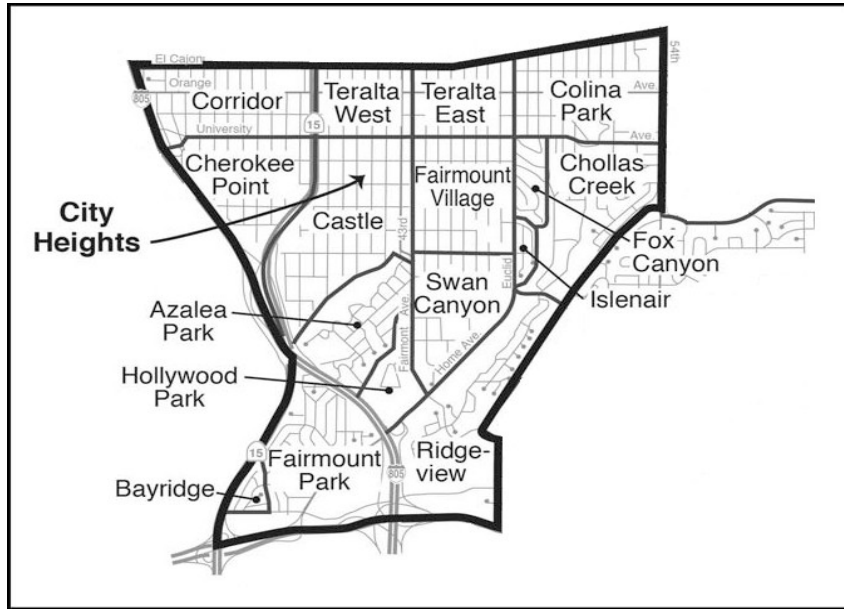 El Cajon
Orange
805
Corridor
15
Teralta
West
Teralta
East
Colina
Park
Ave.
54th
University
Ave.
Cherokee
Point
Castle
43rd
Fairmount
Village
Chollas
Creek
City
Heights
Fox
Canyon
Euclid
Islenair
Swan
Canyon
Azalea
Park
Fairmont
Ave.
Home Ave.
Hollywood
Park
15
Fairmount
Park
805
Ridge-
view
Bayridge